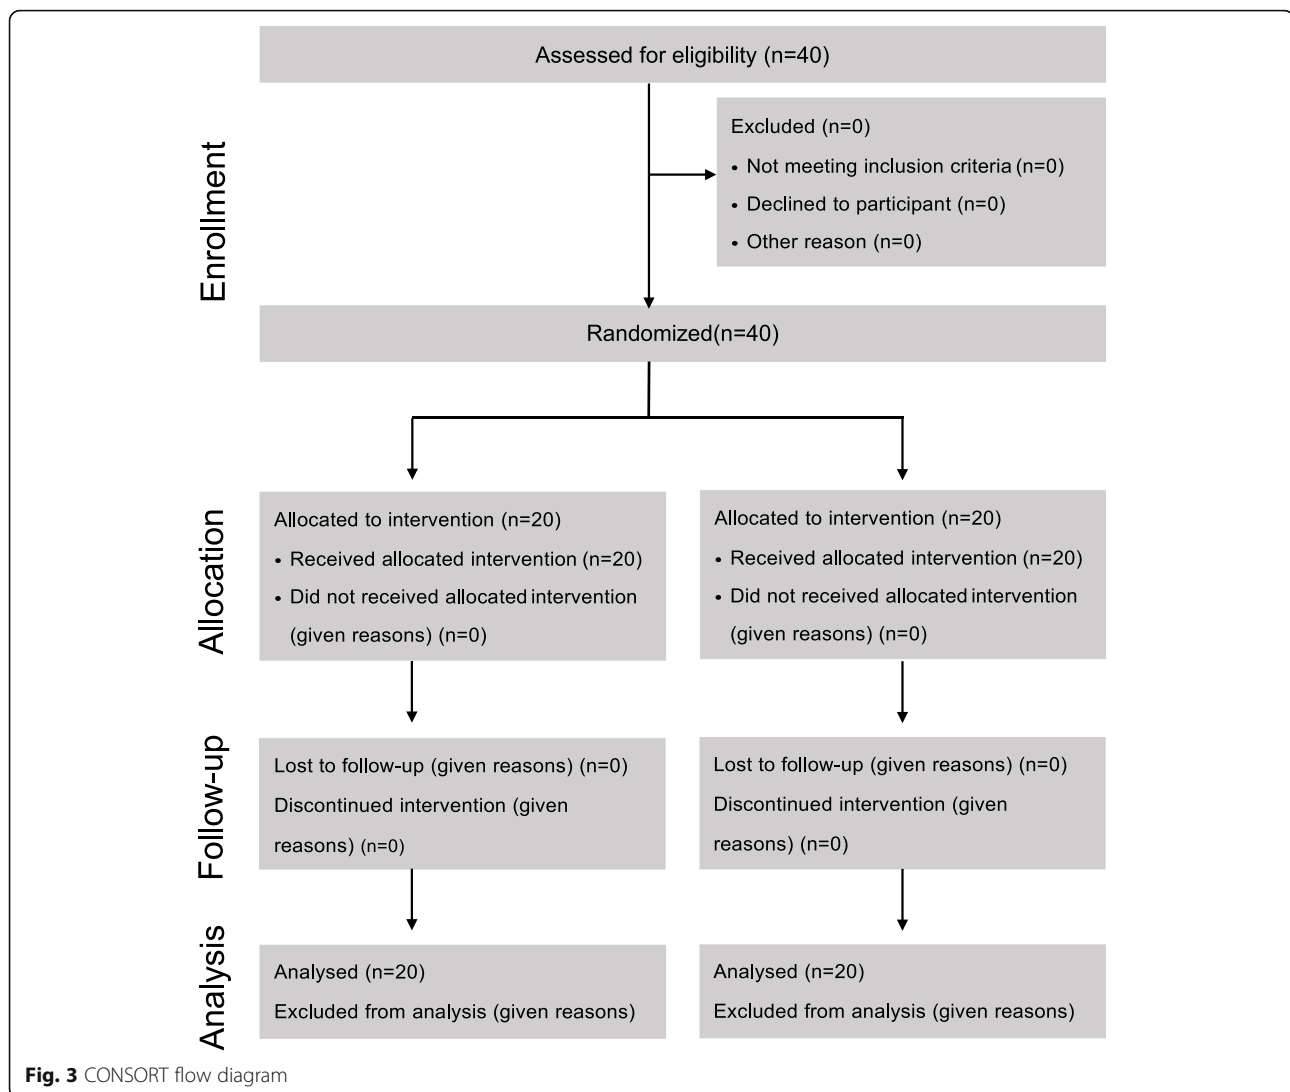 Assessed for eligibility (n=40)
Enrollment
Excluded (n=0)
• Not meeting inclusion criteria (n=0)
• Declined to participant (n=0)
• Other reason (n=0)
Randomized(n=40)
Allocation
Allocated to intervention (n=20)
• Received allocated intervention (n=20)
• Did not received allocated intervention
(given reasons) (n=0)
Allocated to intervention (n=20)
• Received allocated intervention (n=20)
• Did not received allocated intervention
(given reasons) (n=0)
Follow-up
Lost to follow-up (given reasons) (n=0)
Discontinued intervention (given
reasons) (n=0)
Lost to follow-up (given reasons) (n=0)
Discontinued intervention (given
reasons) (n=0)
Analysis
Analysed (n=20)
Excluded from analysis (given reasons)
Analysed (n=20)
Excluded from analysis (given reasons)
Fig. 3 CONSORT flow diagram